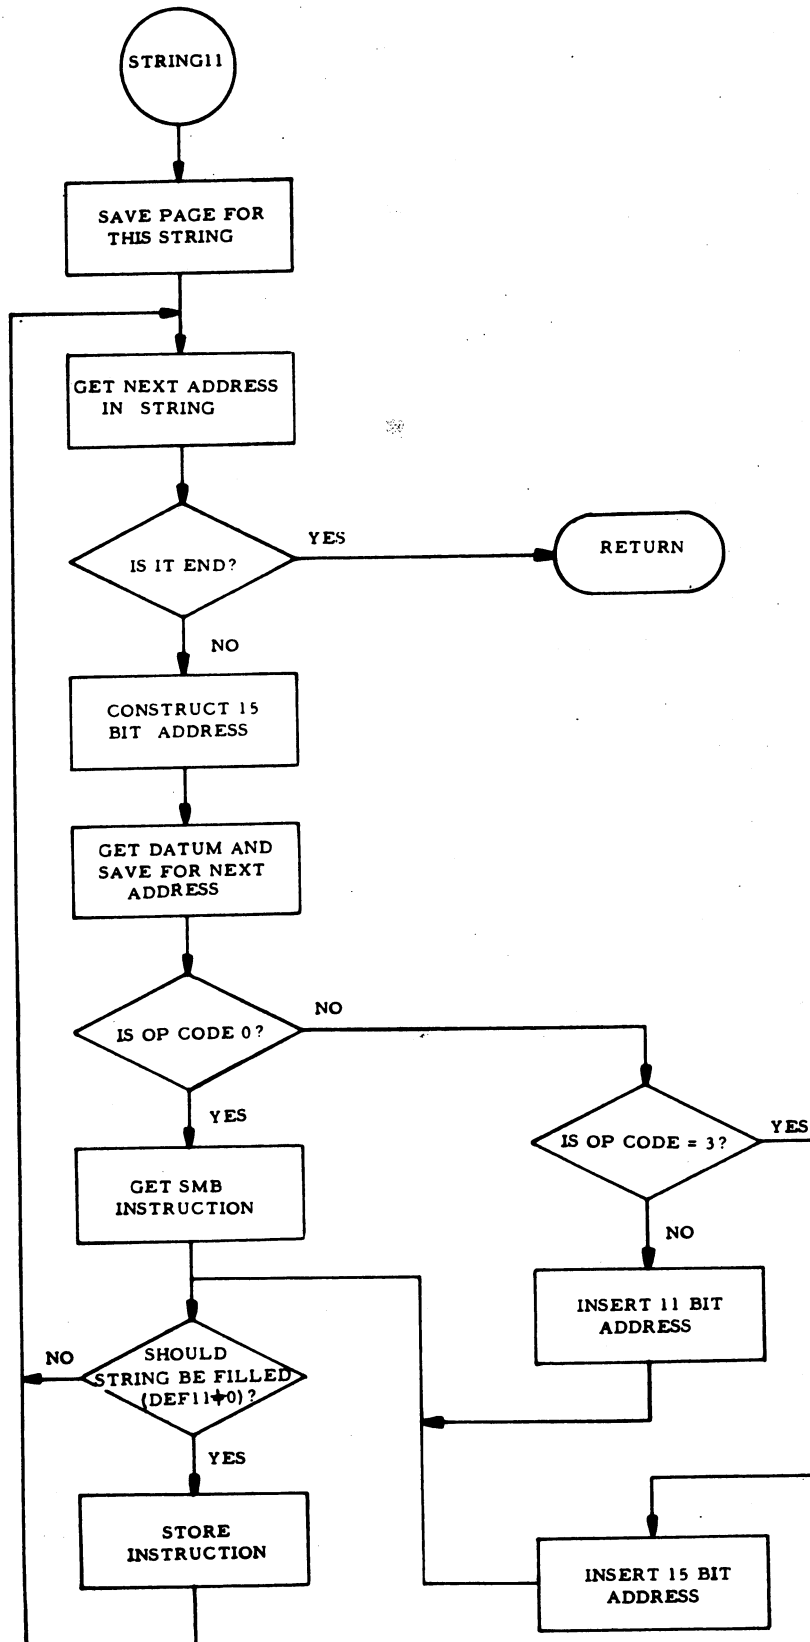 STRING11
SAVE PAGE FOR
THIS STRING
GET NEXT ADDRESS
IN STRING
IS IT END?
YES
RETURN
NO
CONSTRUCT 15
BIT ADDRESS
GET DATUM AND
SAVE FOR NEXT
ADDRESS
IS OP CODE 0?
NO
YES
IS OP CODE = 3?
YES
GET SMB
INSTRUCTION
NO
INSERT 11 BIT
ADDRESS
SHOULD
STRING BE FILLED
(DEF11≠0)?
NO
YES
STORE
INSTRUCTION
INSERT 15 BIT
ADDRESS